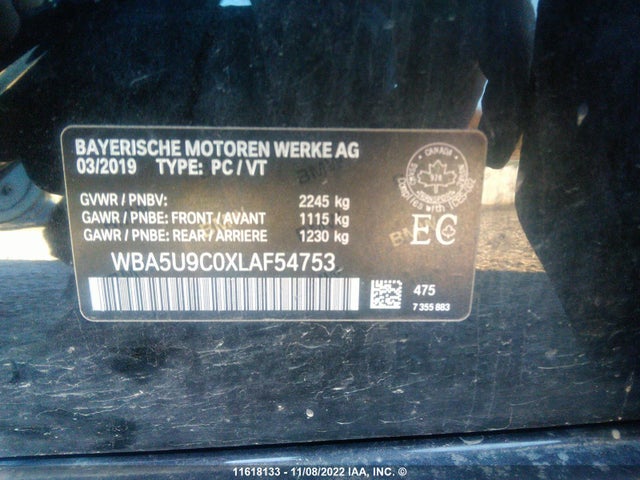 BAYERISCHE MOTOREN WERKE AG
03/2019 TYPE: PC / VT
GVWR / PNBV: 2245 kg
GAWR / PNBE: FRONT / AVANT 1115 kg
GAWR / PNBE: REAR / ARRIERE 1230 kg
CANADA
EC
WBA5U9C0XLAF54753
475
7 355 883
11618133 - 11/08/2022 IAA, INC. ©